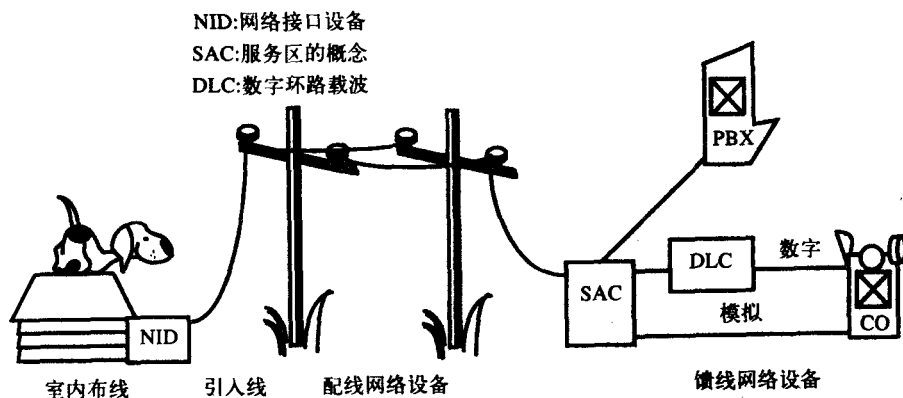 NID:网络接口设备
SAC:服务区的概念
DLC:数字环路载波
PBX
DLC
数字
SAC
模拟
CO
NID
室内布线
引入线
配线网络设备
馈线网络设备